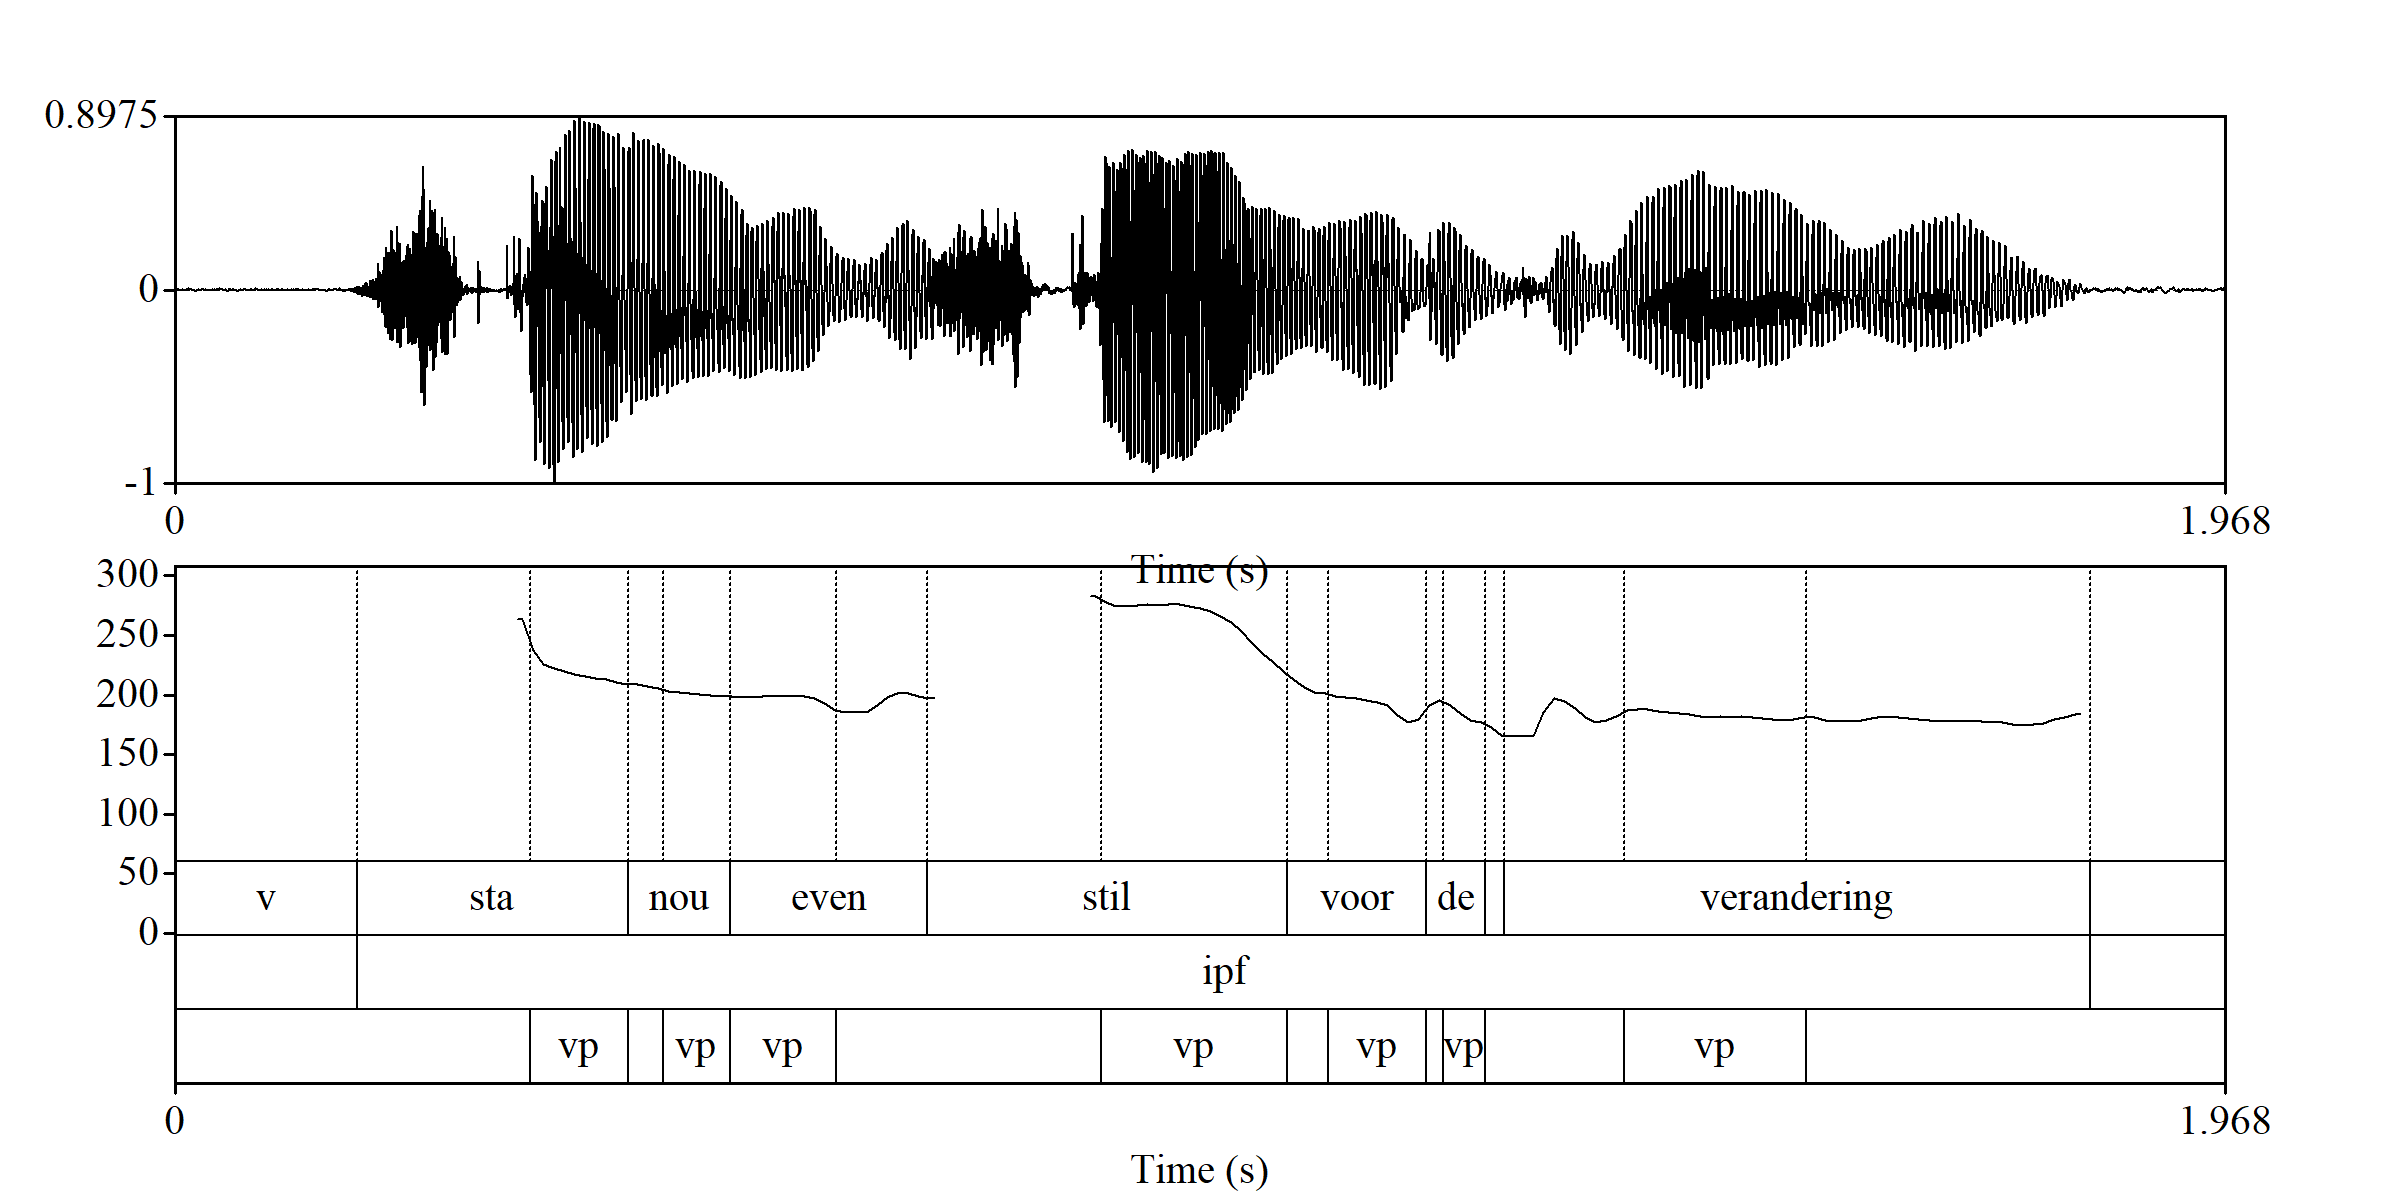 0.8975
0
-1
0 1.968
Time (s)
300
250
200
150
100
50
0
v sta nou even stil voor de verandering
ipf
vp vp vp vp vp vp vp
0 1.968
Time (s)